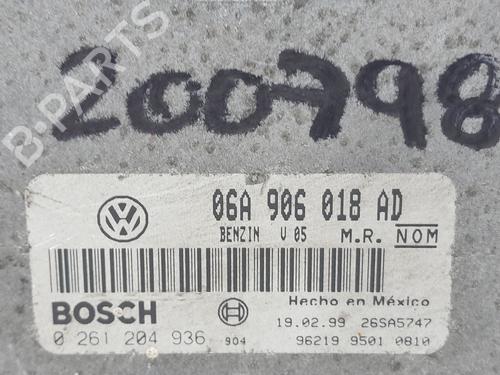 200798
B-PARTS
06A 906 018 AD
BENZIN V 05 M.R. NOM
BOSCH
Hecho en México
0 261 204 936 904
19.02.99 26SA5747
96219 9501 0810